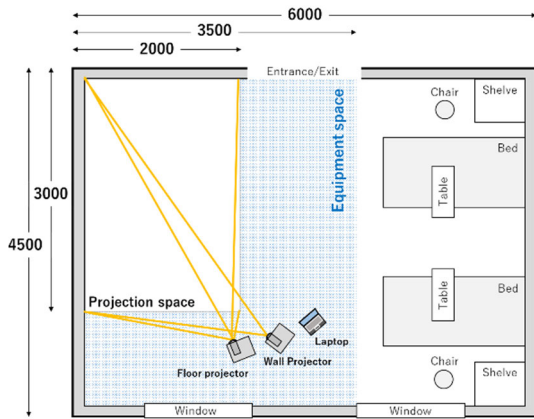 6000
3500
2000
Entrance/Exit
Chair
Shelve
Equipment space
Bed
Table
3000
4500
Table
Projection space
Bed
Laptop
Wall Projector
Floor projector
Chair
Shelve
Window
Window